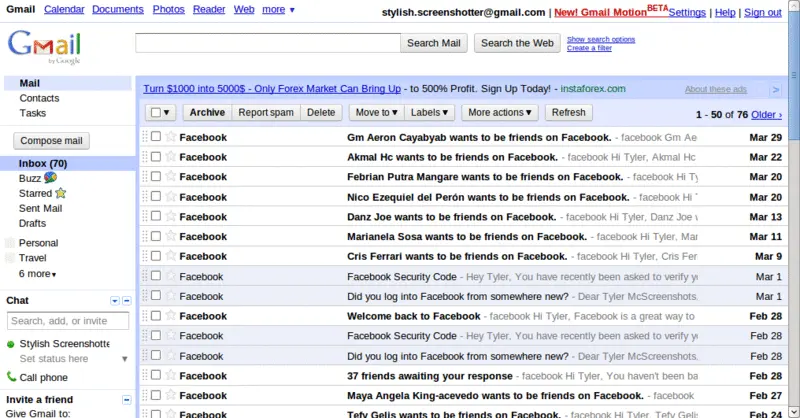 Gmail Calendar Documents Photos Reader Web more ▼
stylish.screenshotter@gmail.com | New! Gmail Motion BETA Settings | Help | Sign out
Gmail
by Google
Search Mail Search the Web Show search options
Create a filter
Mail
Contacts
Tasks
Compose mail
Inbox (70)
Buzz
Starred
Sent Mail
Drafts
Personal
Travel
6 more▼
Chat
Search, add, or invite
Stylish Screenshotte
Set status here
Call phone
Invite a friend
Give Gmail to:
Turn $1000 into 5000$ - Only Forex Market Can Bring Up - to 500% Profit. Sign Up Today! - instaforex.com About these ads < >
Archive Report spam Delete Move to ▼ Labels ▼ More actions ▼ Refresh 1 - 50 of 76 Older ›
Facebook Gm Aeron Cayabyab wants to be friends on Facebook. - facebook Gm Ae Mar 29
Facebook Akmal Hc wants to be friends on Facebook. - facebook Hi Tyler, Akmal Hc Mar 22
Facebook Febrian Putra Mangare wants to be friends on Facebook. - facebook Hi Ty Mar 20
Facebook Nico Ezequiel del Perón wants to be friends on Facebook. - facebook Hi Mar 20
Facebook Danz Joe wants to be friends on Facebook. - facebook Hi Tyler, Danz Joe Mar 13
Facebook Marianela Sosa wants to be friends on Facebook. - facebook Hi Tyler, Mar Mar 11
Facebook Cris Ferrari wants to be friends on Facebook. - facebook Hi Tyler, Cris Fer Mar 9
Facebook Facebook Security Code - Hey Tyler, You have recently been asked to verify Mar 1
Facebook Did you log into Facebook from somewhere new? - Dear Tyler McScreenshots, Mar 1
Facebook Welcome back to Facebook - facebook Hi Tyler, Facebook is a great way to Feb 28
Facebook Facebook Security Code - Hey Tyler, You have recently been asked to verify Feb 28
Facebook Did you log into Facebook from somewhere new? - Dear Tyler McScreenshots, Feb 28
Facebook 37 friends awaiting your response - facebook Hi Tyler, You haven't been ba Feb 28
Facebook Maya Angela King-acevedo wants to be friends on Facebook. - facebook Feb 27
Facebook Tefy Gelis wants to be friends on Facebook. - facebook Hi Tyler, Tefy Gelis Feb 24